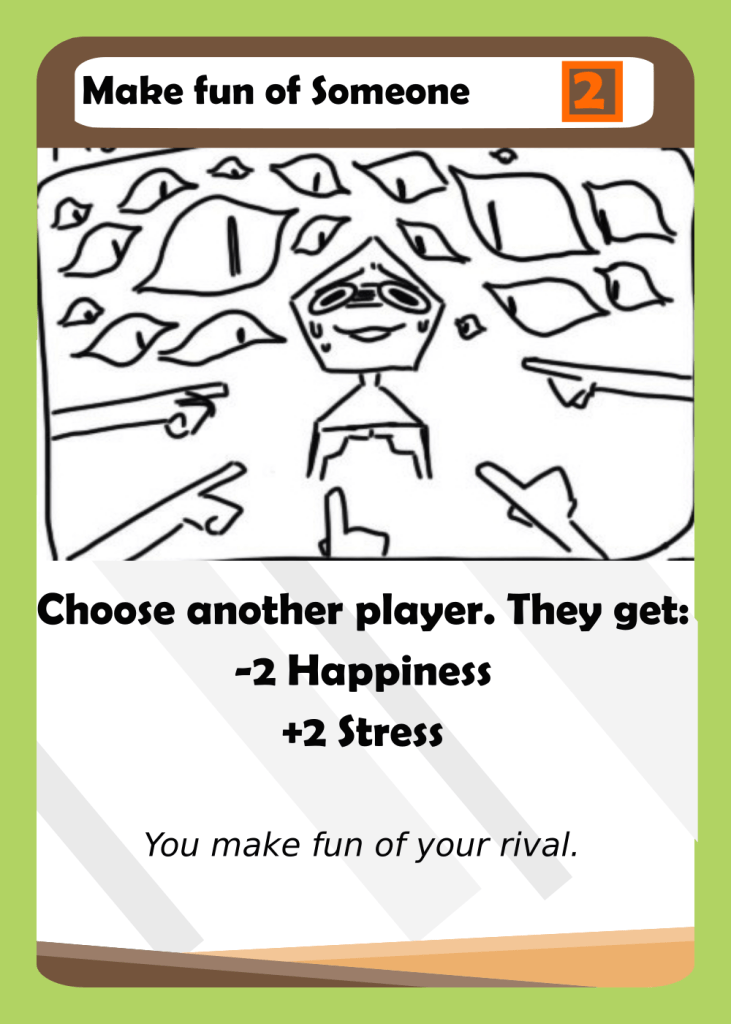 Make fun of Someone 2
Choose another player. They get:
-2 Happiness
+2 Stress
You make fun of your rival.